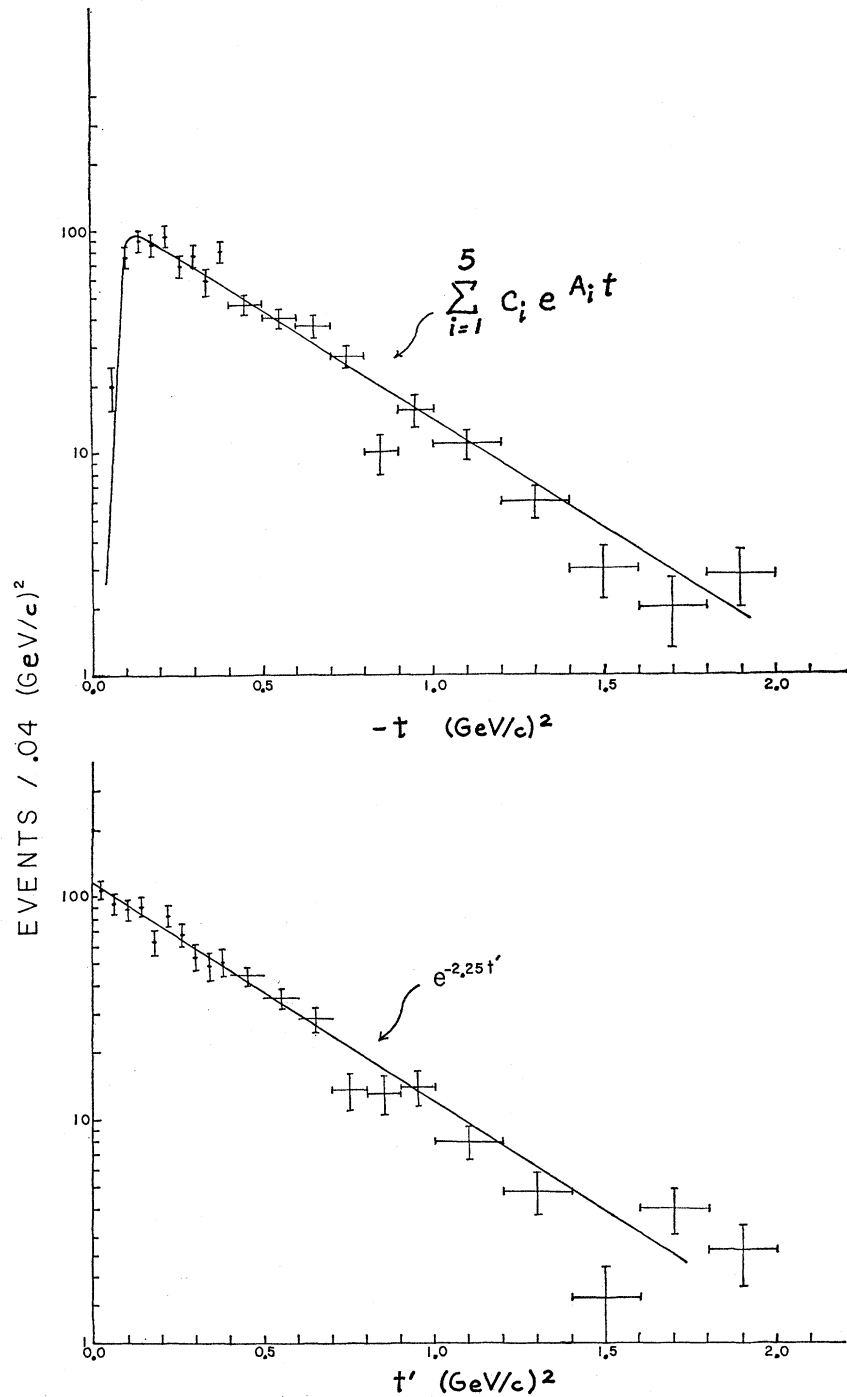 EVENTS / .04 (GeV/c)²
100
10
1
5
∑ Cᵢ e ᴬⁱ ᵗ
i=1
0.0 0.5 1.0 1.5 2.0
-t (GeV/c)²
100
10
e⁻²·²⁵ᵗ′
0.0 0.5 1.0 1.5 2.0
t′ (GeV/c)²